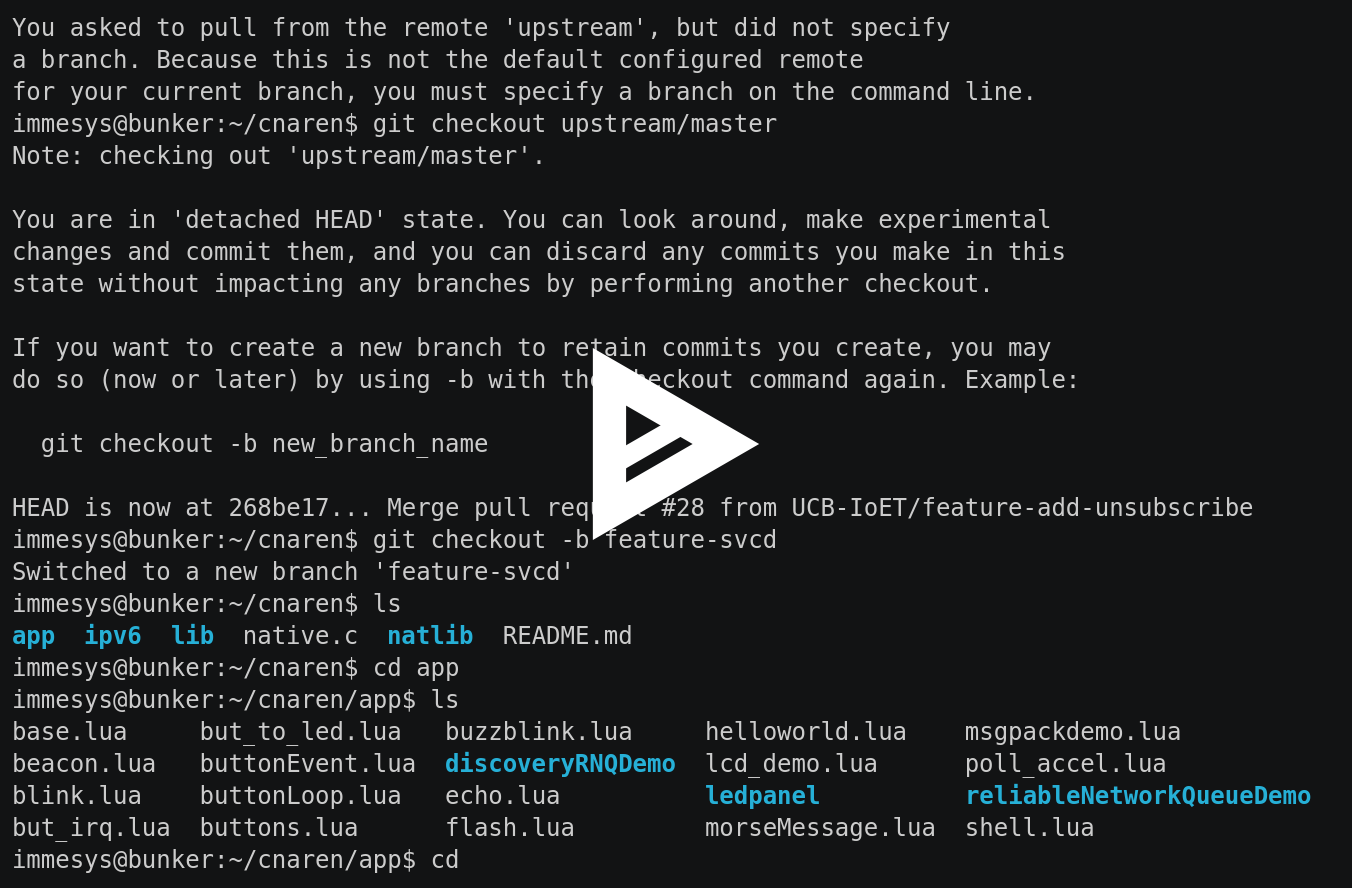 You asked to pull from the remote 'upstream', but did not specify
a branch. Because this is not the default configured remote
for your current branch, you must specify a branch on the command line.
immesys@bunker:~/cnaren$ git checkout upstream/master
Note: checking out 'upstream/master'.

You are in 'detached HEAD' state. You can look around, make experimental
changes and commit them, and you can discard any commits you make in this
state without impacting any branches by performing another checkout.

If you want to create a new branch to retain commits you create, you may
do so (now or later) by using -b with the checkout command again. Example:

  git checkout -b new_branch_name

HEAD is now at 268be17... Merge pull request #28 from UCB-IoET/feature-add-unsubscribe
immesys@bunker:~/cnaren$ git checkout -b feature-svcd
Switched to a new branch 'feature-svcd'
immesys@bunker:~/cnaren$ ls
app  ipv6  lib  native.c  natlib  README.md
immesys@bunker:~/cnaren$ cd app
immesys@bunker:~/cnaren/app$ ls
base.lua     but_to_led.lua   buzzblink.lua     helloworld.lua    msgpackdemo.lua
beacon.lua   buttonEvent.lua  discoveryRNQDemo  lcd_demo.lua      poll_accel.lua
blink.lua    buttonLoop.lua   echo.lua          ledpanel          reliableNetworkQueueDemo
but_irq.lua  buttons.lua      flash.lua         morseMessage.lua  shell.lua
immesys@bunker:~/cnaren/app$ cd